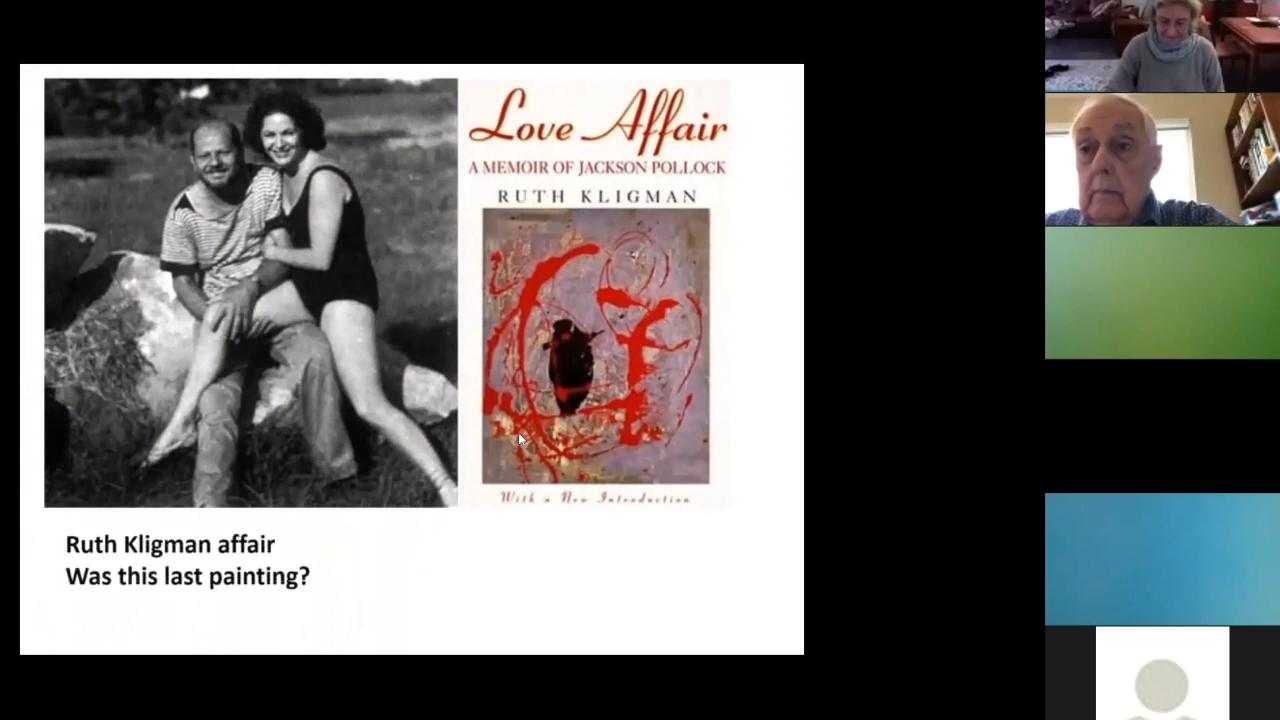 Love Affair
A MEMOIR OF JACKSON POLLOCK
RUTH KLIGMAN
With a New Introduction
Ruth Kligman affair
Was this last painting?